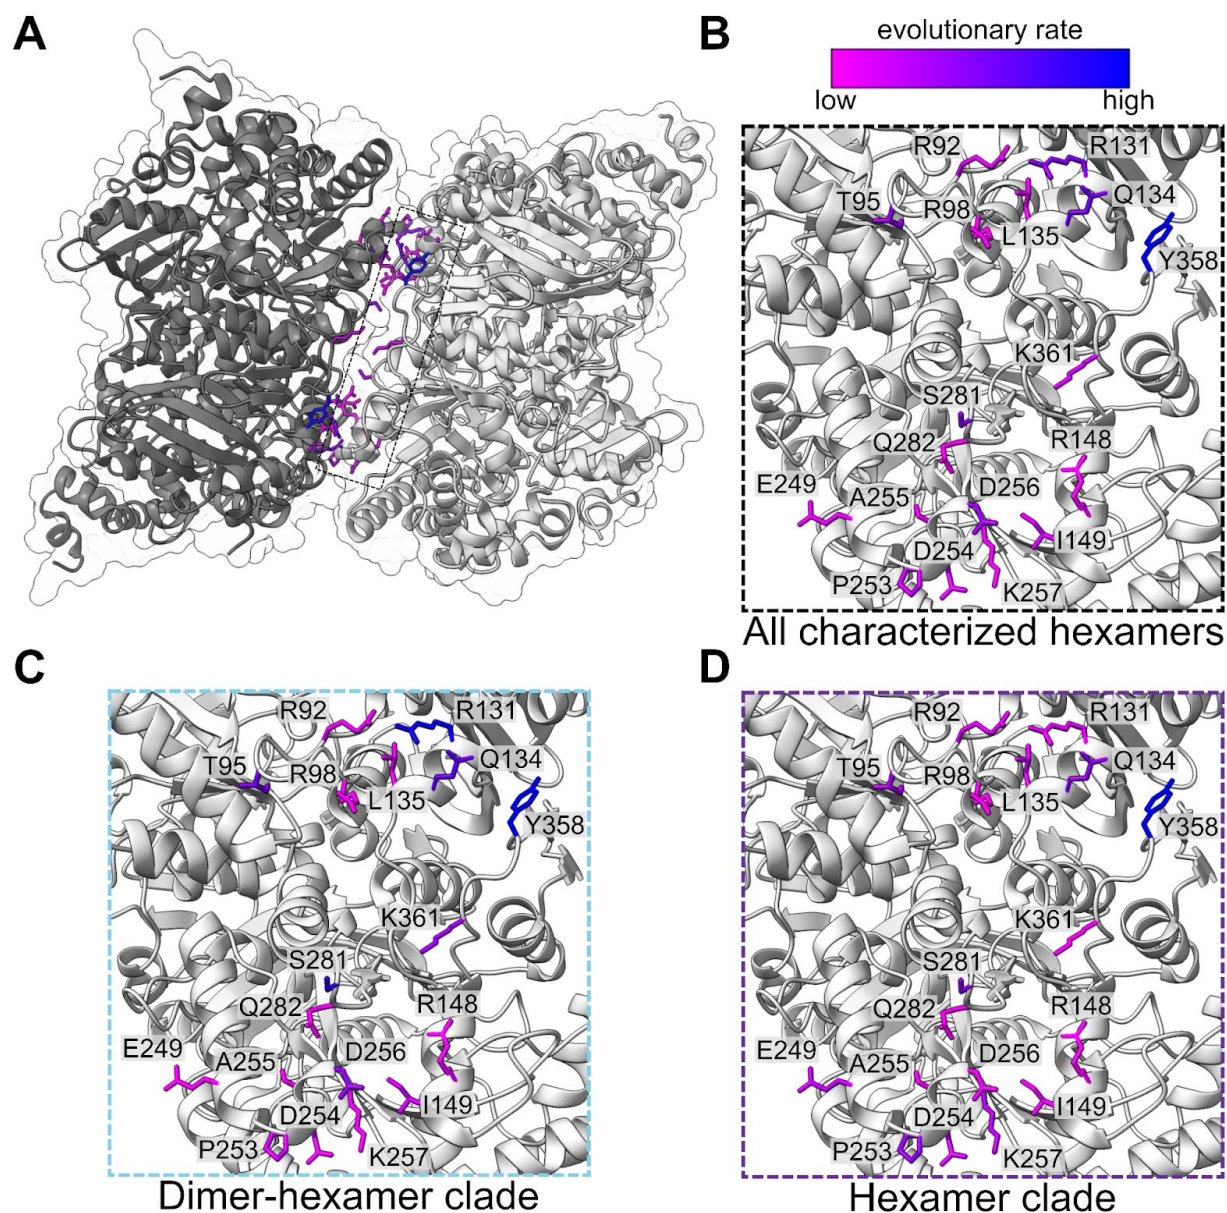 A
B
evolutionary rate
low high
R92 R131
T95 R98 Q134
L135
Y358
K361
S281
Q282 R148
E249 A255 D256
D254 I149
P253 K257
All characterized hexamers
C
R92 R131
T95 R98 Q134
L135
Y358
K361
S281
Q282 R148
E249 A255 D256
D254 I149
P253 K257
Dimer-hexamer clade
D
R92 R131
T95 R98 Q134
L135
Y358
K361
S281
Q282 R148
E249 A255 D256
D254 I149
P253 K257
Hexamer clade